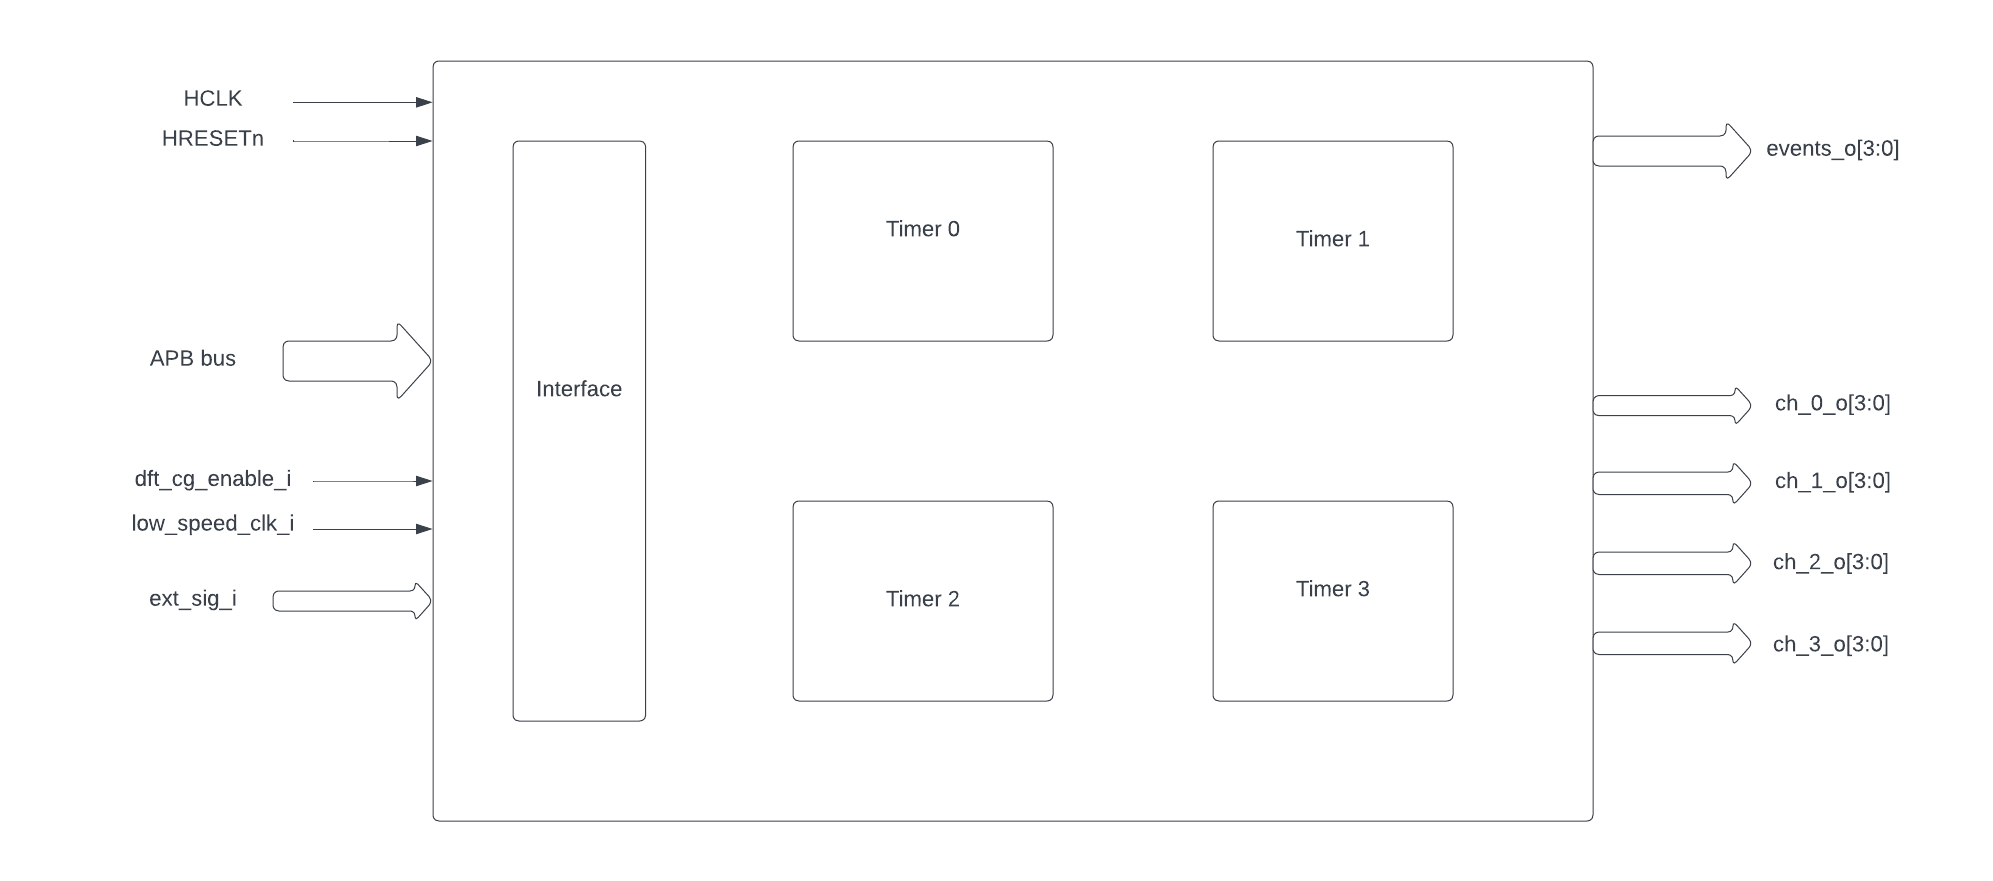 HCLK
HRESETn
APB bus
dft_cg_enable_i
low_speed_clk_i
ext_sig_i
Interface
Timer 0
Timer 1
Timer 2
Timer 3
events_o[3:0]
ch_0_o[3:0]
ch_1_o[3:0]
ch_2_o[3:0]
ch_3_o[3:0]